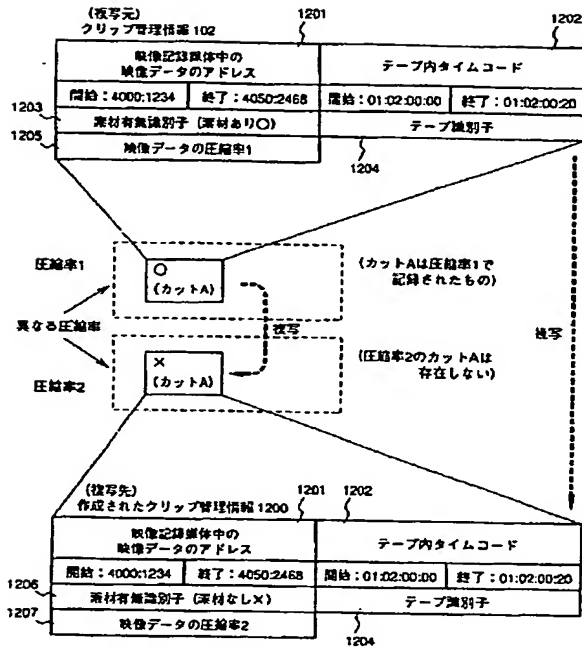 (複写元)
クリップ管理情報 102
1201
1202
映像記録媒体中の
映像データのアドレス
テープ内タイムコード
開始：4000:1234
終了：4050:2468
開始：01:02:00:00
終了：01:02:00:20
1203
素材有無識別子 (素材あり○)
テープ識別子
1205
映像データの圧縮率1
1204
圧縮率1
○
(カットA)
(カットAは圧縮率1で
記録されたもの)
異なる圧縮率
複写
複写
圧縮率2
×
(カットA)
(圧縮率2のカットAは
存在しない)
(複写先)
作成されたクリップ管理情報 1200
1201
1202
映像記録媒体中の
映像データのアドレス
テープ内タイムコード
開始：4000:1234
終了：4050:2468
開始：01:02:00:00
終了：01:02:00:20
1206
素材有無識別子 (素材なし×)
テープ識別子
1207
映像データの圧縮率2
1204